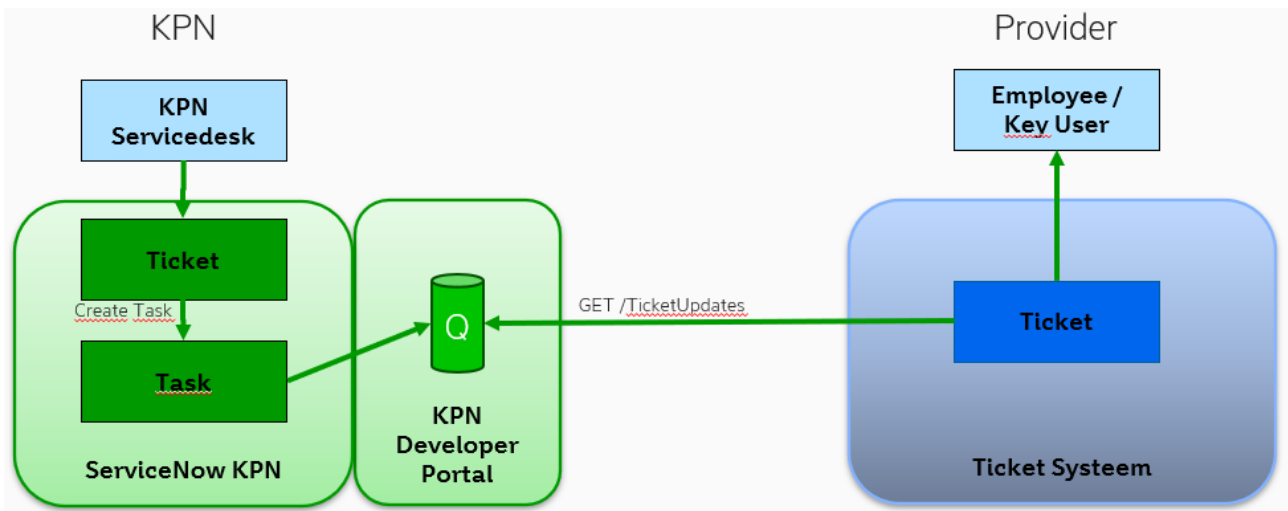 KPN
Provider
KPN
Servicedesk
Employee /
Key User
Ticket
Create Task
Task
ServiceNow KPN
Q
KPN
Developer
Portal
GET /TicketUpdates
Ticket
Ticket Systeem